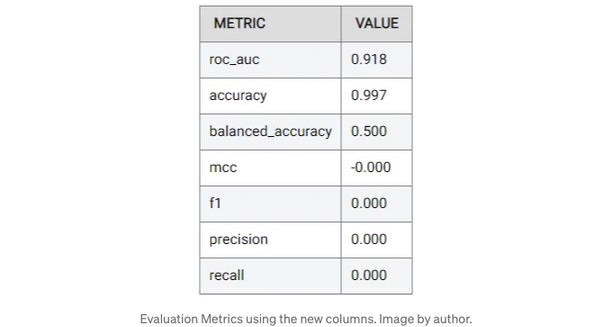 METRIC VALUE
roc_auc 0.918
accuracy 0.997
balanced_accuracy 0.500
mcc -0.000
f1 0.000
precision 0.000
recall 0.000
Evaluation Metrics using the new columns. Image by author.